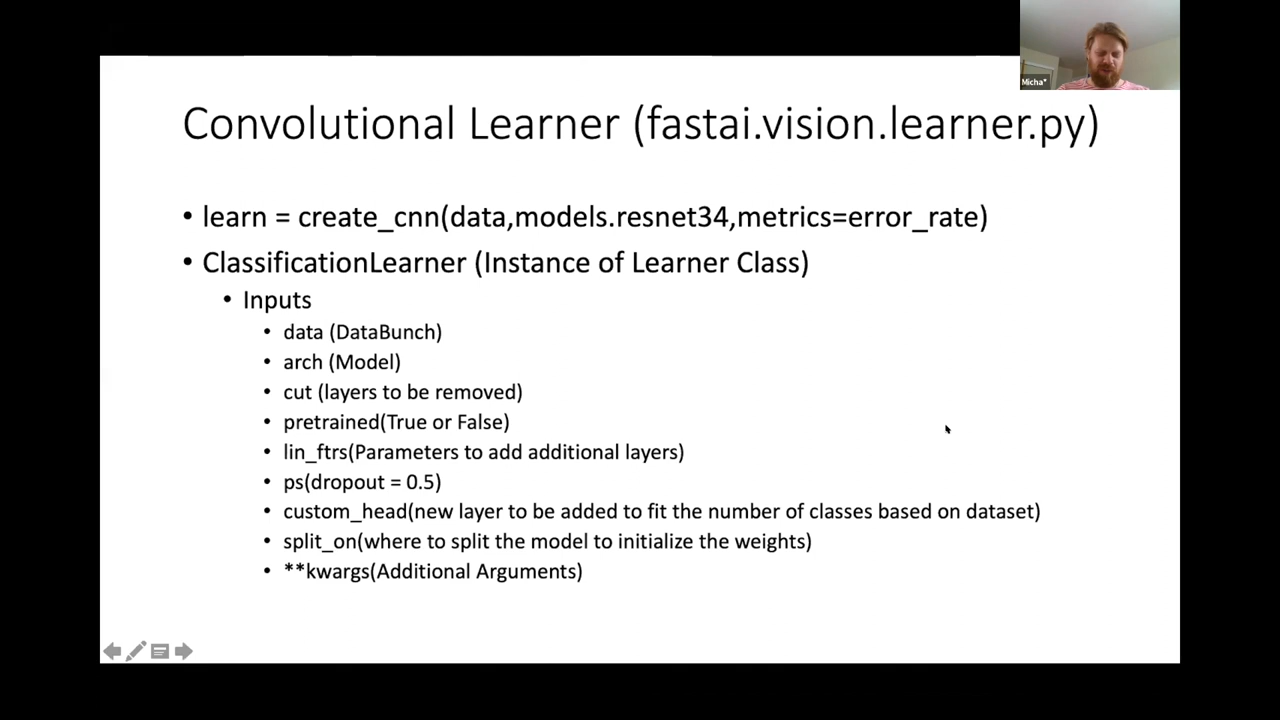 Micha*
Convolutional Learner (fastai.vision.learner.py)
• learn = create_cnn(data,models.resnet34,metrics=error_rate)
• ClassificationLearner (Instance of Learner Class)
• Inputs
• data (DataBunch)
• arch (Model)
• cut (layers to be removed)
• pretrained(True or False)
• lin_ftrs(Parameters to add additional layers)
• ps(dropout = 0.5)
• custom_head(new layer to be added to fit the number of classes based on dataset)
• split_on(where to split the model to initialize the weights)
• **kwargs(Additional Arguments)